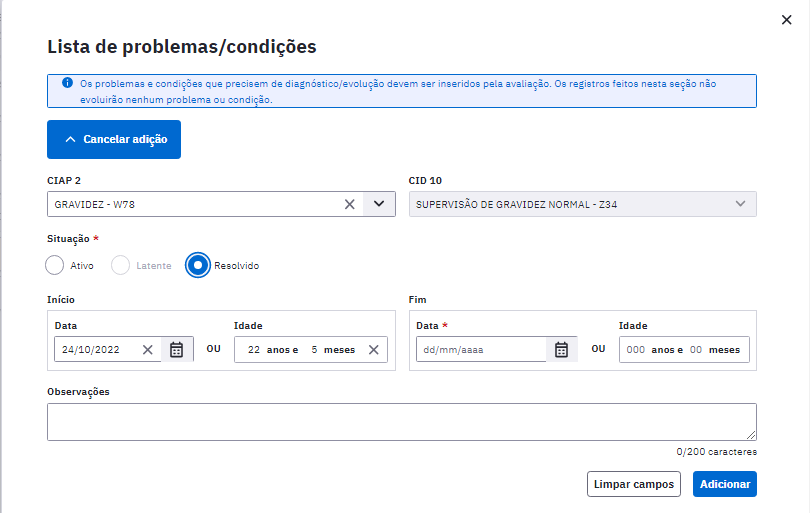 Lista de problemas/condições
Os problemas e condições que precisem de diagnóstico/evolução devem ser inseridos pela avaliação. Os registros feitos nesta seção não
evoluirão nenhum problema ou condição.
Cancelar adição
CIAP 2
CID 10
GRAVIDEZ - W78
SUPERVISÃO DE GRAVIDEZ NORMAL - Z34
Situação *
Ativo
Latente
Resolvido
Início
Fim
Data
Idade
Data *
Idade
24/10/2022
OU
22 anos e 5 meses
dd/mm/aaaa
OU
000 anos e 00 meses
Observações
0/200 caracteres
Limpar campos
Adicionar